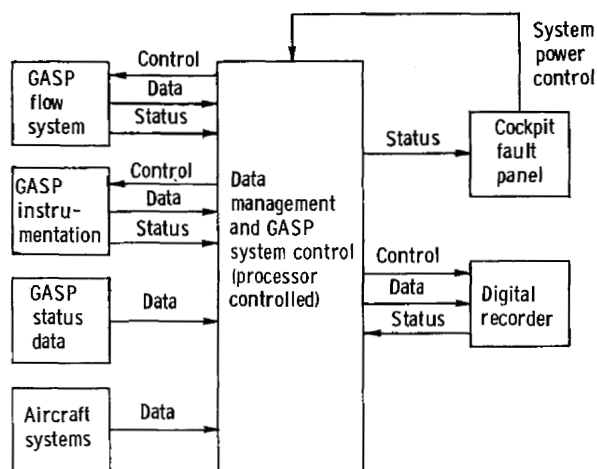 System
power
control
Control
Data
Status
GASP
flow
system
Status
Cockpit
fault
panel
Control
Data
Status
GASP
instru-
mentation
Data
management
and GASP
system control
(processor
controlled)
Control
Data
Status
Digital
recorder
GASP
status
data
Data
Aircraft
systems
Data